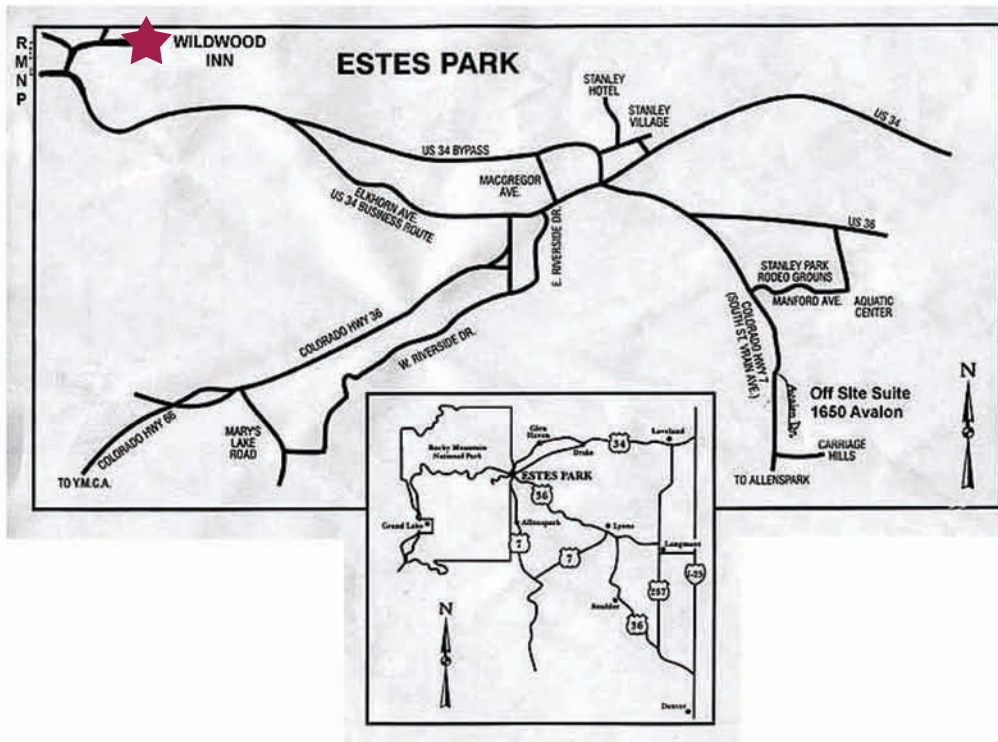 R
M
N
P
WILDWOOD
INN
ESTES PARK
STANLEY
HOTEL
STANLEY
VILLAGE
US 34
US 34 BYPASS
MACGREGOR
AVE.
ELKHORN AVE.
US 34 BUSINESS ROUTE
E. RIVERSIDE DR.
US 36
STANLEY PARK
RODEO GROUNS
MANFORD AVE.
AQUATIC
CENTER
COLORADO HWY 7
(SOUTH ST. VRAIN AVE.)
COLORADO HWY 36
W. RIVERSIDE DR.
N
Avalon Dr.
Off Site Suite
1650 Avalon
MARY'S
LAKE
ROAD
COLORADO HWY 66
CARRIAGE
HILLS
TO Y.M.C.A.
TO ALLENSPARK
Glen
Haven
Loveland
34
Drake
Rocky Mountain
National Park
ESTES PARK
36
Grand Lake
Allenspark
Lyons
7
7
Longmont
I-25
287
Boulder
36
N
Denver